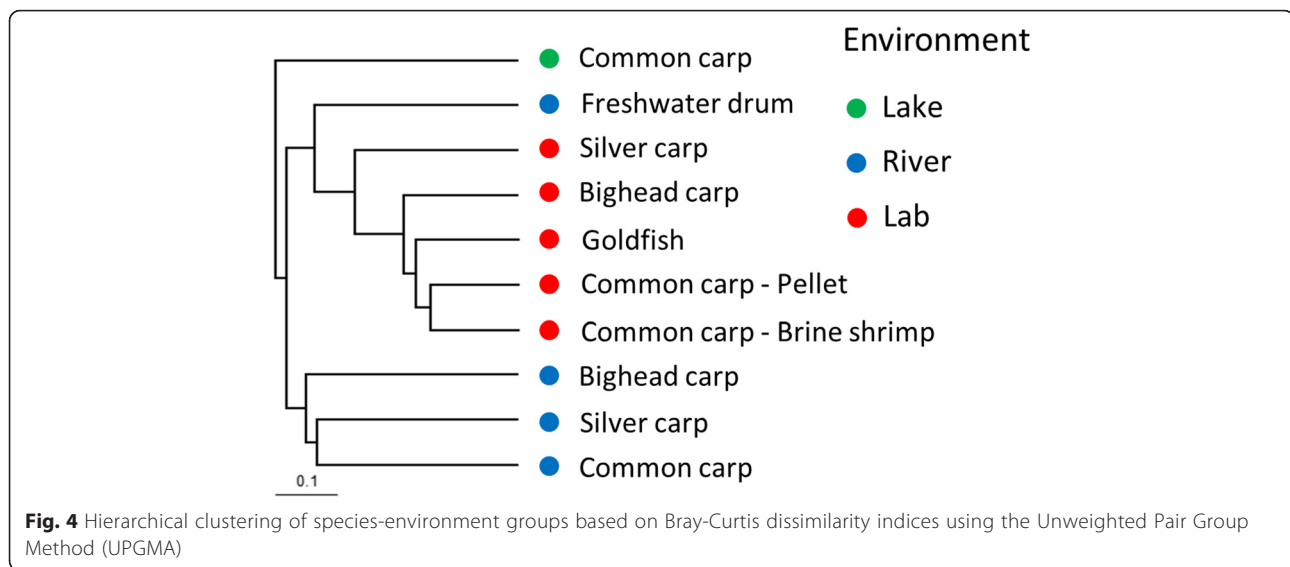 Environment
Common carp
Freshwater drum
Silver carp
Bighead carp
Goldfish
Common carp - Pellet
Common carp - Brine shrimp
Bighead carp
Silver carp
Common carp
Lake
River
Lab
0.1
Fig. 4 Hierarchical clustering of species-environment groups based on Bray-Curtis dissimilarity indices using the Unweighted Pair Group
Method (UPGMA)